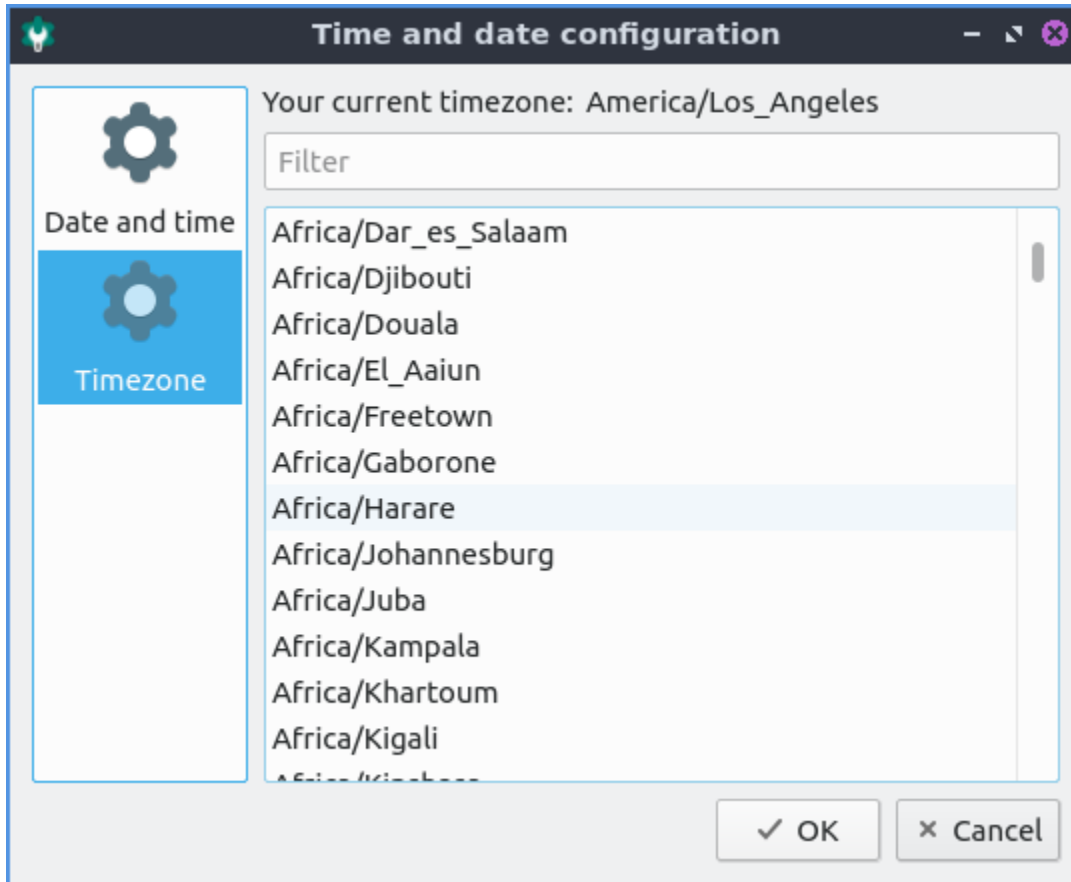 Time and date configuration
Your current timezone: America/Los_Angeles
Filter
Date and time
Timezone
Africa/Dar_es_Salaam
Africa/Djibouti
Africa/Douala
Africa/El_Aaiun
Africa/Freetown
Africa/Gaborone
Africa/Harare
Africa/Johannesburg
Africa/Juba
Africa/Kampala
Africa/Khartoum
Africa/Kigali
OK
Cancel